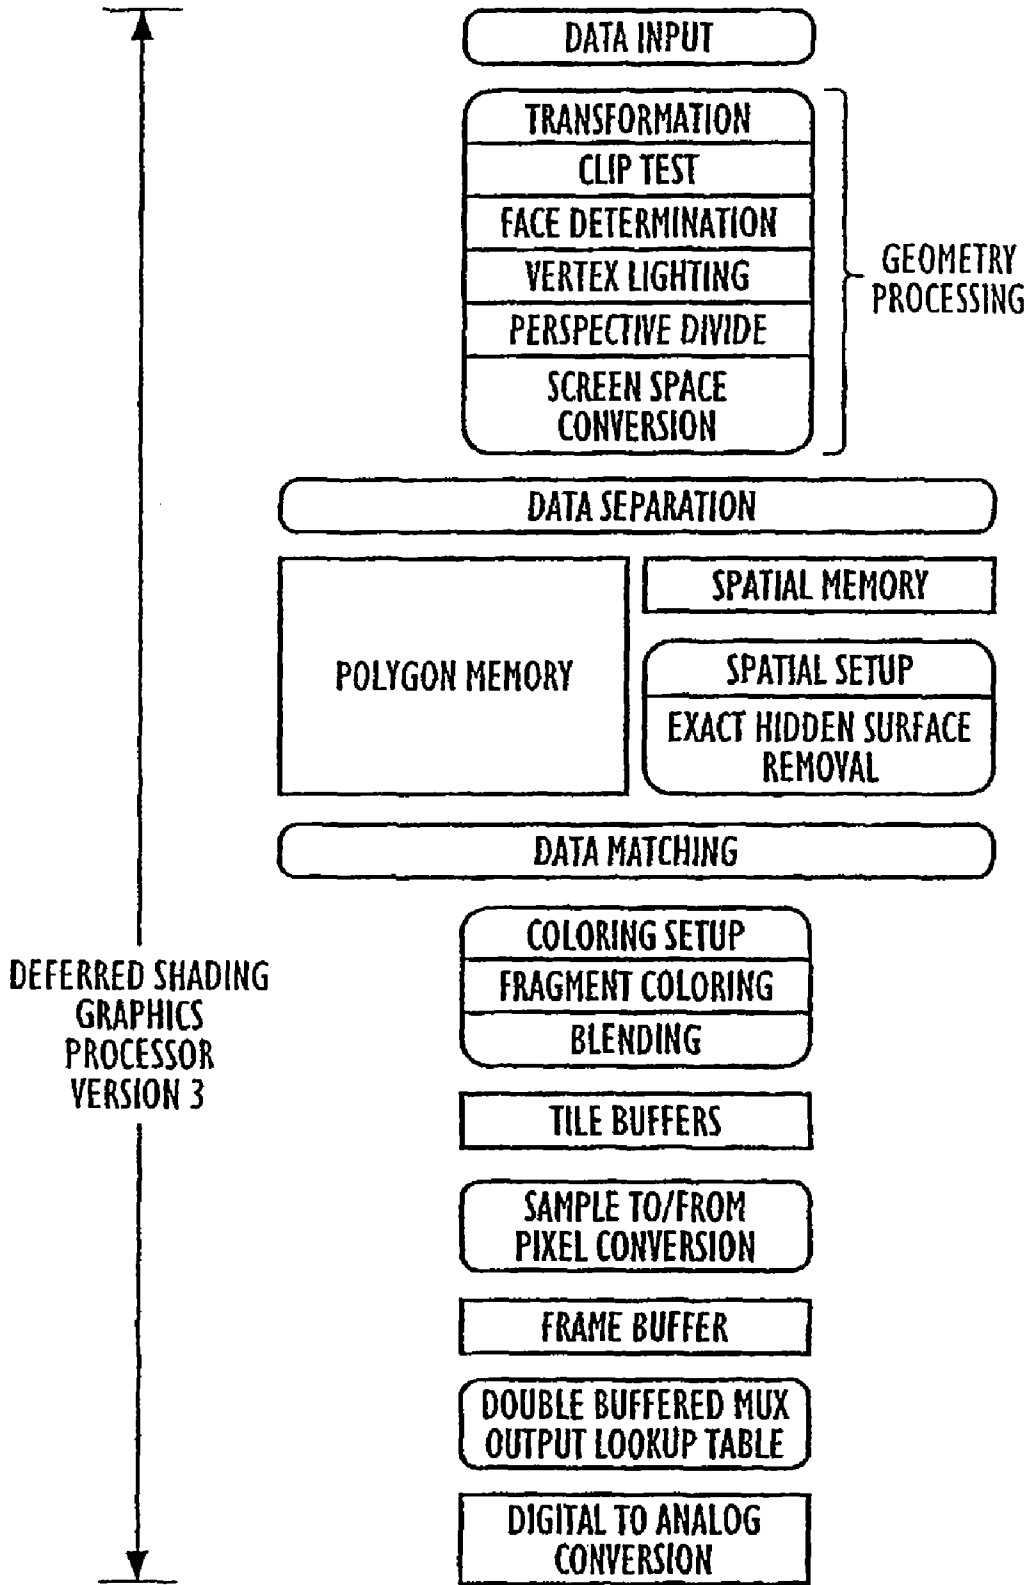 DATA INPUT
TRANSFORMATION
CLIP TEST
FACE DETERMINATION
VERTEX LIGHTING
PERSPECTIVE DIVIDE
SCREEN SPACE
CONVERSION
GEOMETRY
PROCESSING
DATA SEPARATION
POLYGON MEMORY
SPATIAL MEMORY
SPATIAL SETUP
EXACT HIDDEN SURFACE
REMOVAL
DATA MATCHING
COLORING SETUP
FRAGMENT COLORING
BLENDING
DEFERRED SHADING
GRAPHICS
PROCESSOR
VERSION 3
TILE BUFFERS
SAMPLE TO/FROM
PIXEL CONVERSION
FRAME BUFFER
DOUBLE BUFFERED MUX
OUTPUT LOOKUP TABLE
DIGITAL TO ANALOG
CONVERSION